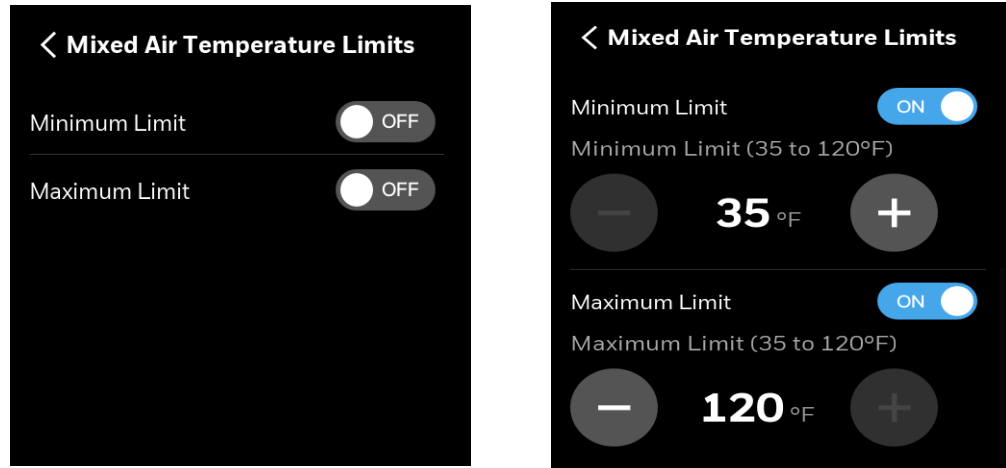 Mixed Air Temperature Limits
Minimum Limit
OFF
Maximum Limit
OFF
Mixed Air Temperature Limits
Minimum Limit
ON
Minimum Limit (35 to 120°F)
− 35 °F +
Maximum Limit
ON
Maximum Limit (35 to 120°F)
− 120 °F +